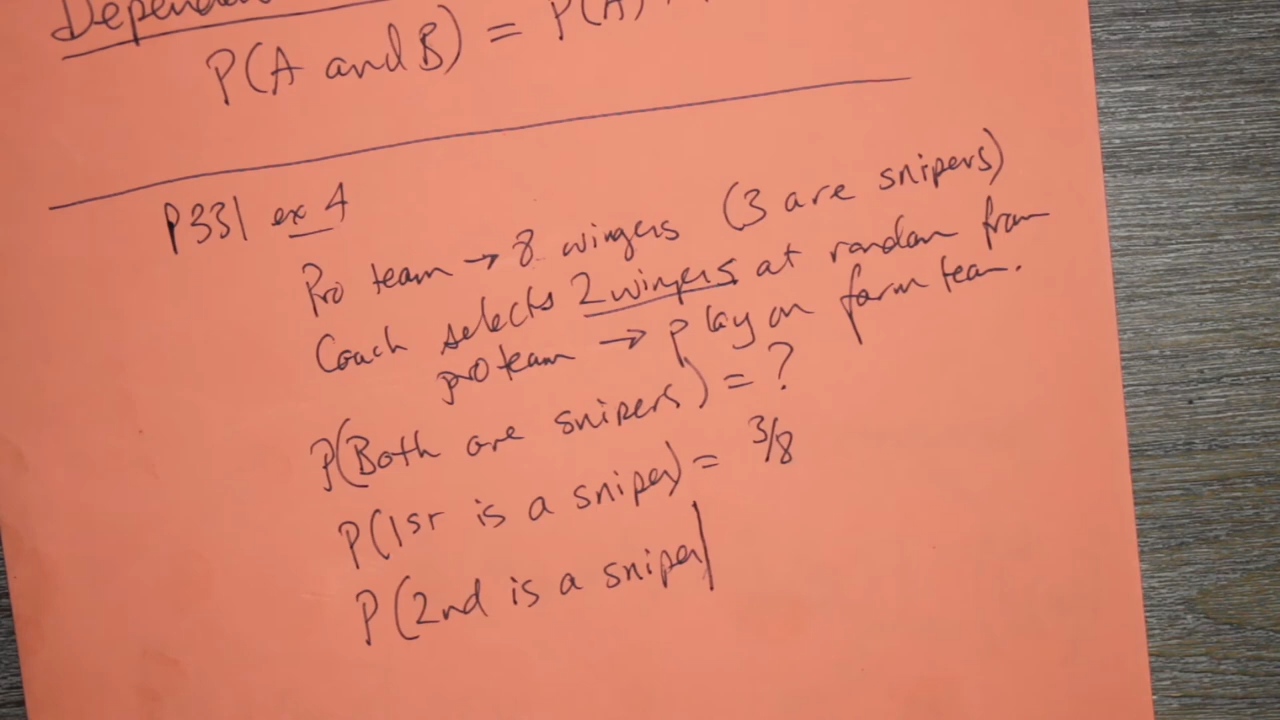 Dependen
P(A and B) = P(A) .
P331 ex 4
Pro team → 8 wingers (3 are snipers)
Coach selects 2 wingers at random from
pro team → play on farm team.
P(Both are snipers) = ?
P(1st is a sniper) = 3/8
P(2nd is a sniper|